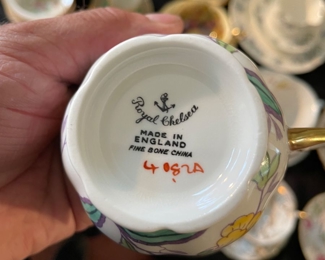 Royal Chelsea
MADE IN
ENGLAND
FINE BONE CHINA
4082A